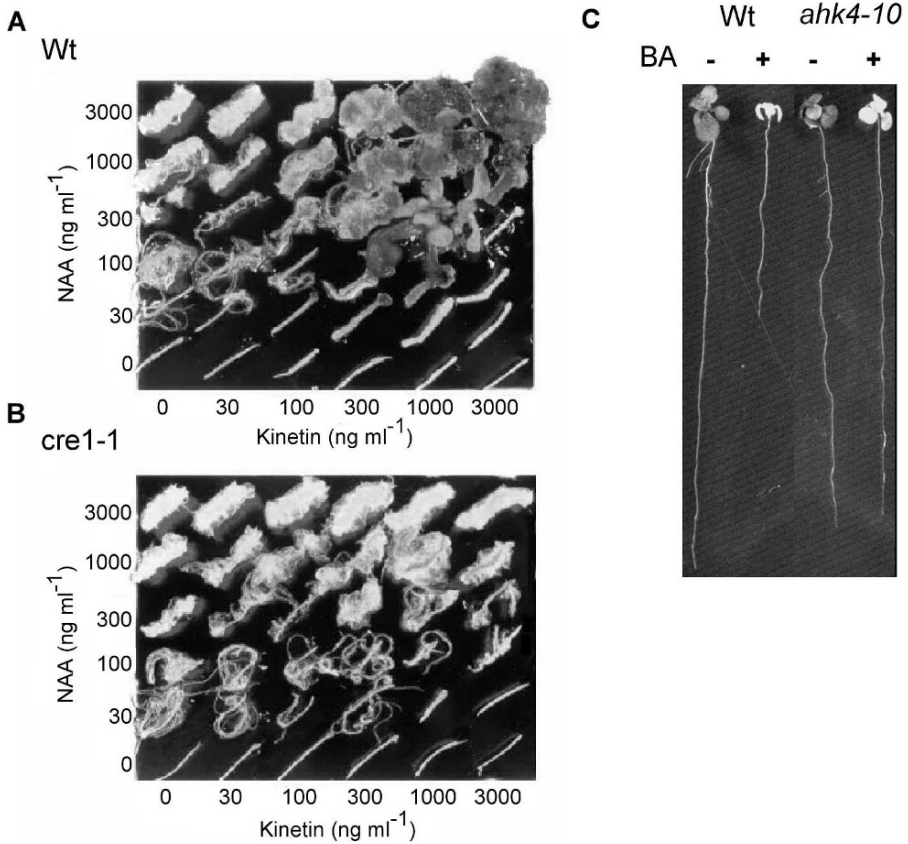 A
Wt
3000
1000
300
100
30
0
NAA (ng ml⁻¹)
0 30 100 300 1000 3000
Kinetin (ng ml⁻¹)
B
cre1-1
3000
1000
300
100
30
0
NAA (ng ml⁻¹)
0 30 100 300 1000 3000
Kinetin (ng ml⁻¹)
C
Wt ahk4-10
BA - + - +